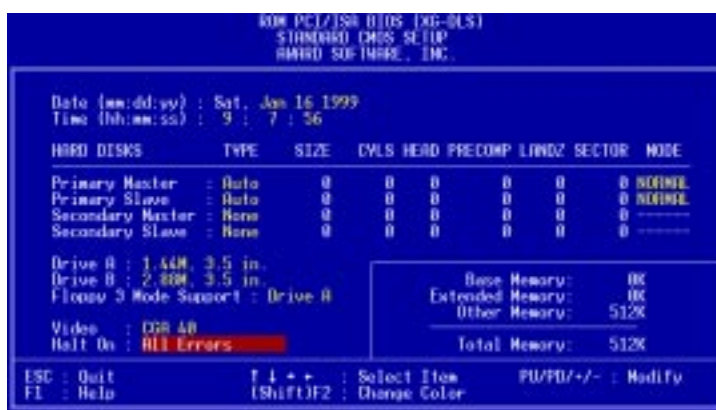 ROM PCI/ISA BIOS (XG-DLS)
STANDARD CMOS SETUP
AWARD SOFTWARE, INC.
Date (mm:dd:yy) : Sat, Jan 16 1999
Time (hh:mm:ss) : 9 : 7 : 56
HARD DISKS TYPE SIZE CYLS HEAD PRECOMP LANDZ SECTOR MODE
Primary Master : Auto 0 0 0 0 0 0 NORMAL
Primary Slave : Auto 0 0 0 0 0 0 NORMAL
Secondary Master : None 0 0 0 0 0 0 ------
Secondary Slave : None 0 0 0 0 0 0 ------
Drive A : 1.44M, 3.5 in.
Drive B : 2.88M, 3.5 in.
Floppy 3 Mode Support : Drive A
Video : CGA 40
Halt On : All Errors
Base Memory: 0K
Extended Memory: 0K
Other Memory: 512K
Total Memory: 512K
ESC : Quit ↑ ↓ → ← : Select Item PU/PD/+/- : Modify
F1 : Help (Shift)F2 : Change Color